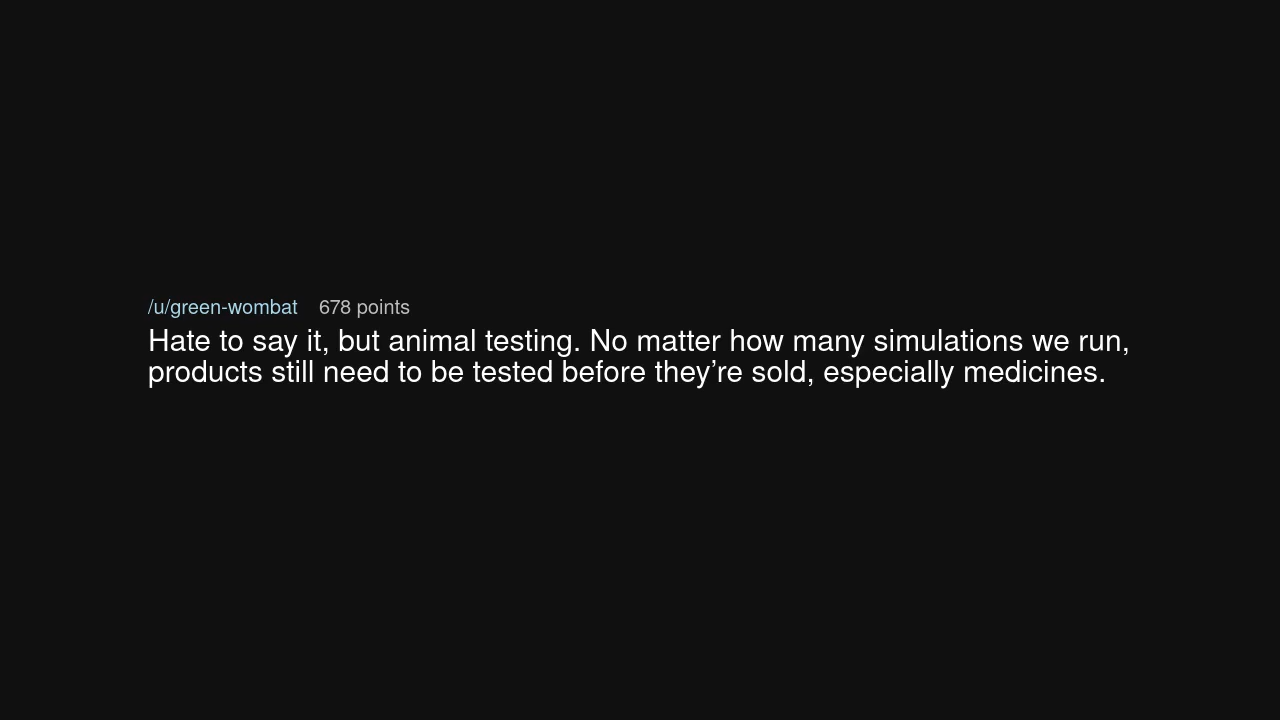 /u/green-wombat 678 points
Hate to say it, but animal testing. No matter how many simulations we run,
products still need to be tested before they’re sold, especially medicines.